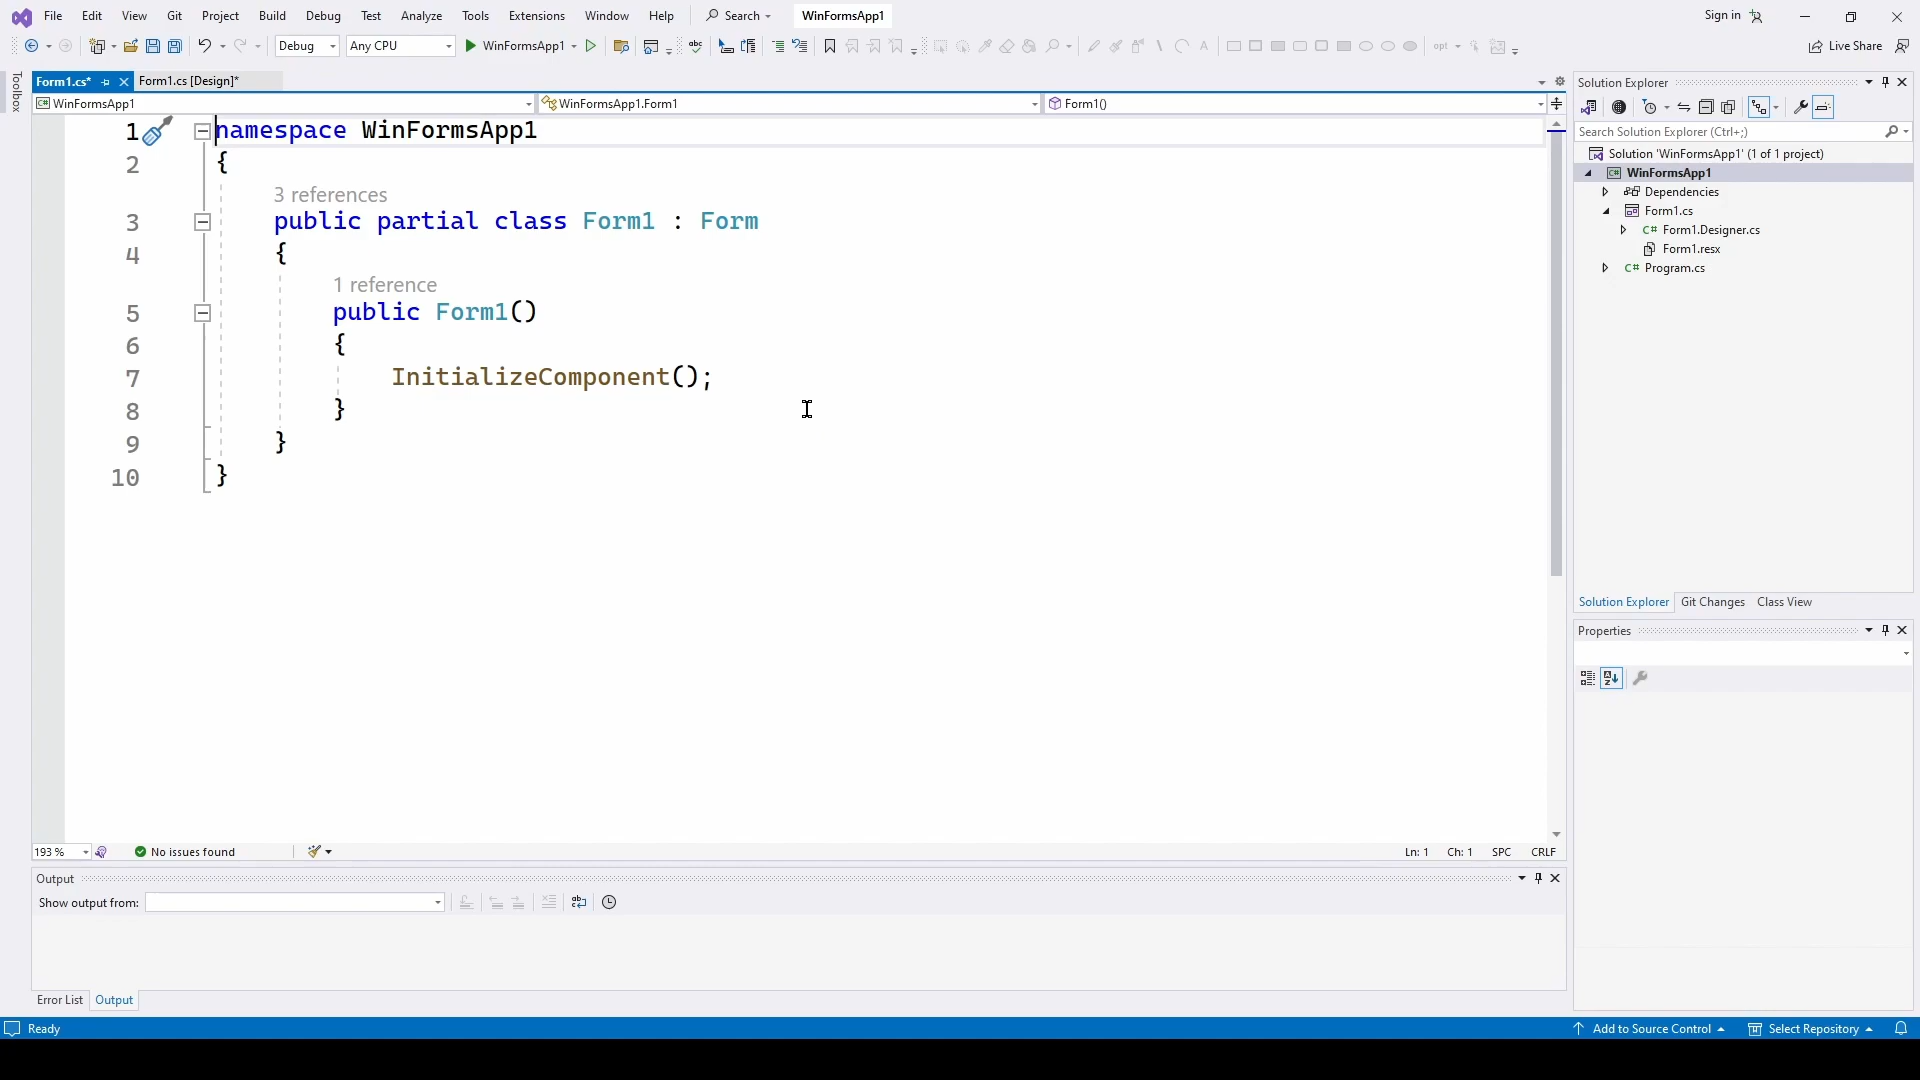 File Edit View Git Project Build Debug Test Analyze Tools Extensions Window Help Search WinFormsApp1 Sign in
Debug Any CPU WinFormsApp1 opt Live Share
Toolbox
Form1.cs* Form1.cs [Design]*
C# WinFormsApp1 WinFormsApp1.Form1 Form1()
1 namespace WinFormsApp1
2 {
3 references
3 public partial class Form1 : Form
4 {
1 reference
5 public Form1()
6 {
7 InitializeComponent();
8 }
9 }
10 }
193 % No issues found Ln: 1 Ch: 1 SPC CRLF
Output
Show output from:
Error List Output
Solution Explorer
Search Solution Explorer (Ctrl+;)
Solution 'WinFormsApp1' (1 of 1 project)
C# WinFormsApp1
Dependencies
Form1.cs
C# Form1.Designer.cs
Form1.resx
C# Program.cs
Solution Explorer Git Changes Class View
Properties
Ready Add to Source Control Select Repository